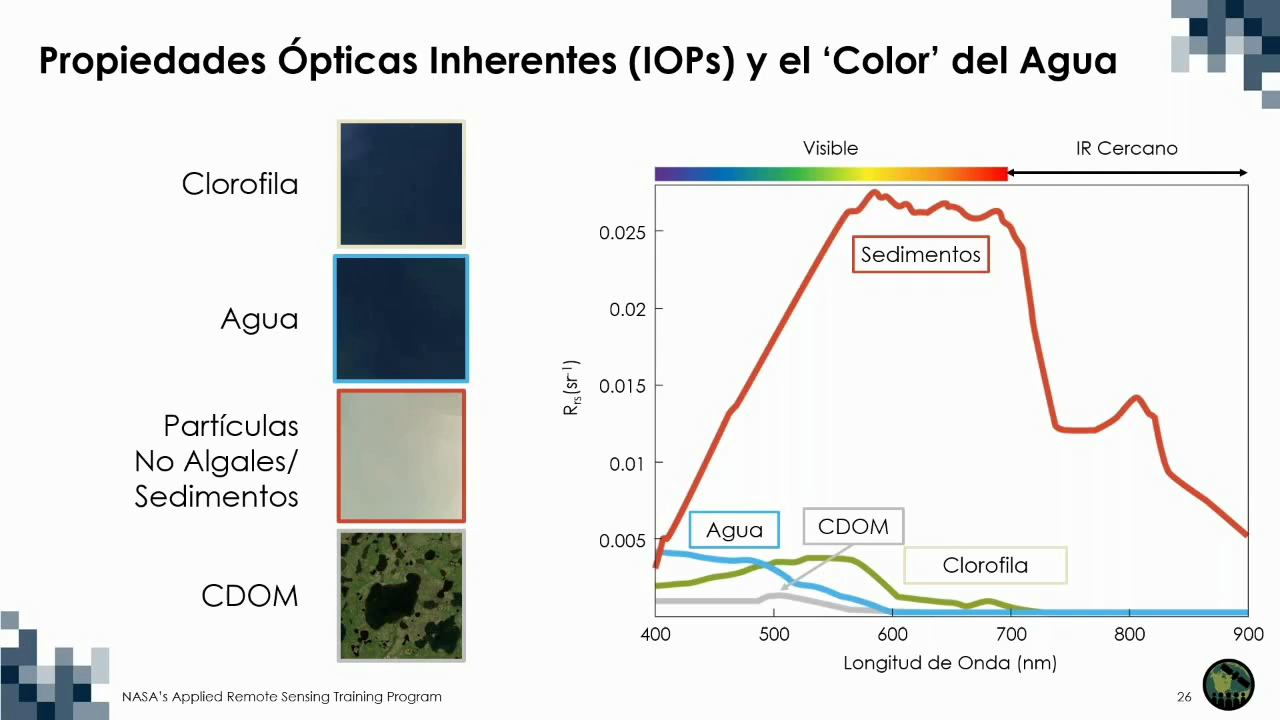 Propiedades Ópticas Inherentes (IOPs) y el ‘Color’ del Agua
Clorofila
Agua
Partículas
No Algales/
Sedimentos
CDOM
Visible
IR Cercano
0.025
0.02
0.015
0.01
0.005
Rrs(sr-1)
Sedimentos
Agua
CDOM
Clorofila
400
500
600
700
800
900
Longitud de Onda (nm)
NASA’s Applied Remote Sensing Training Program
26